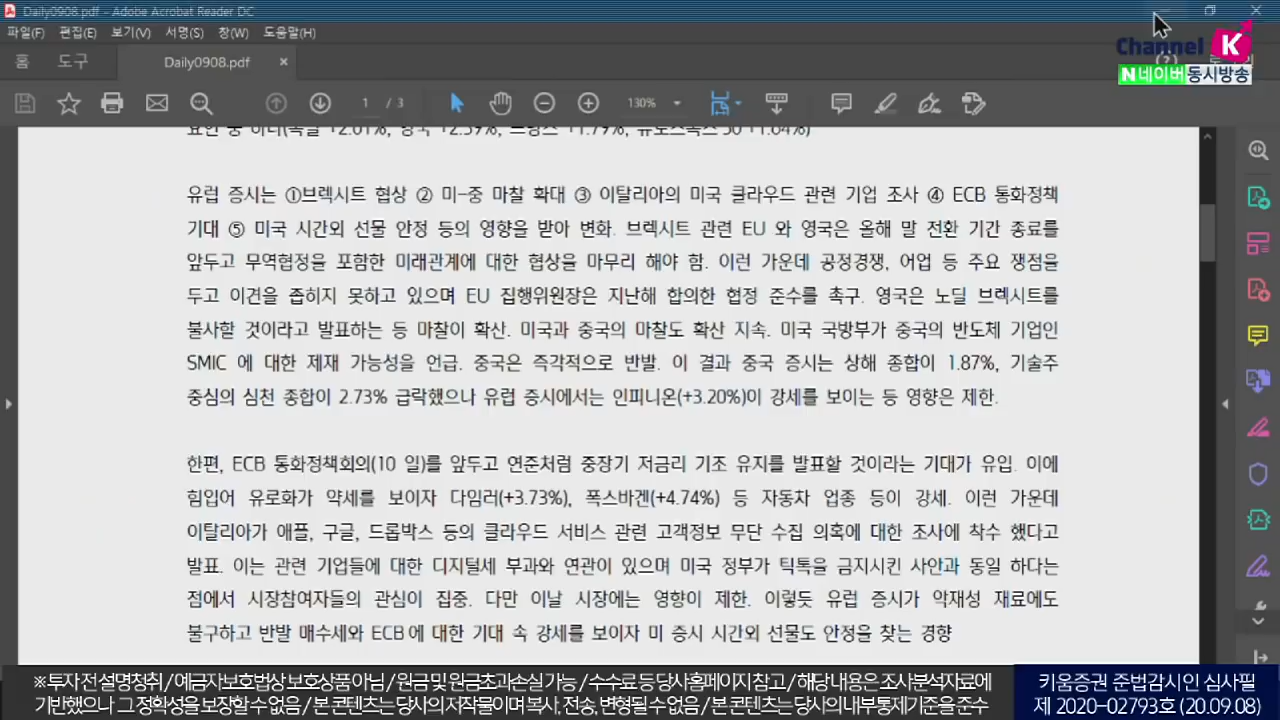 Daily0908.pdf - Adobe Acrobat Reader DC
파일(F) 편집(E) 보기(V) 서명(S) 창(W) 도움말(H)
Channel K
홈 도구 Daily0908.pdf ×
N 네이버 동시방송
1 / 3 130%
유럽 증시는 ①브렉시트 협상 ② 미-중 마찰 확대 ③ 이탈리아의 미국 클라우드 관련 기업 조사 ④ ECB 통화정책
기대 ⑤ 미국 시간외 선물 안정 등의 영향을 받아 변화. 브렉시트 관련 EU 와 영국은 올해 말 전환 기간 종료를
앞두고 무역협정을 포함한 미래관계에 대한 협상을 마무리 해야 함. 이런 가운데 공정경쟁, 어업 등 주요 쟁점을
두고 이견을 좁히지 못하고 있으며 EU 집행위원장은 지난해 합의한 협정 준수를 촉구. 영국은 노딜 브렉시트를
불사할 것이라고 발표하는 등 마찰이 확산. 미국과 중국의 마찰도 확산 지속. 미국 국방부가 중국의 반도체 기업인
SMIC 에 대한 제재 가능성을 언급. 중국은 즉각적으로 반발. 이 결과 중국 증시는 상해 종합이 1.87%, 기술주
중심의 심천 종합이 2.73% 급락했으나 유럽 증시에서는 인피니온(+3.20%)이 강세를 보이는 등 영향은 제한.
한편, ECB 통화정책회의(10 일)를 앞두고 연준처럼 중장기 저금리 기조 유지를 발표할 것이라는 기대가 유입. 이에
힘입어 유로화가 약세를 보이자 다임러(+3.73%), 폭스바겐(+4.74%) 등 자동차 업종 등이 강세. 이런 가운데
이탈리아가 애플, 구글, 드롭박스 등의 클라우드 서비스 관련 고객정보 무단 수집 의혹에 대한 조사에 착수 했다고
발표. 이는 관련 기업들에 대한 디지털세 부과와 연관이 있으며 미국 정부가 틱톡을 금지시킨 사안과 동일 하다는
점에서 시장참여자들의 관심이 집중. 다만 이날 시장에는 영향이 제한. 이렇듯 유럽 증시가 악재성 재료에도
불구하고 반발 매수세와 ECB에 대한 기대 속 강세를 보이자 미 증시 시간외 선물도 안정을 찾는 경향
※ 투자 전 설명청취 / 예금자보호법상 보호상품 아님 / 원금 및 원금초과손실 가능 / 수수료 등 당사홈페이지 참고 / 해당 내용은 조사분석자료에
기반했으나 그 정확성을 보장할 수 없음 / 본 콘텐츠는 당사의 저작물이며 복사, 전송, 변형될 수 없음 / 본 콘텐츠는 당사의 내부통제기준을 준수
키움증권 준법감시인 심사필
제 2020-02793호 (20.09.08)